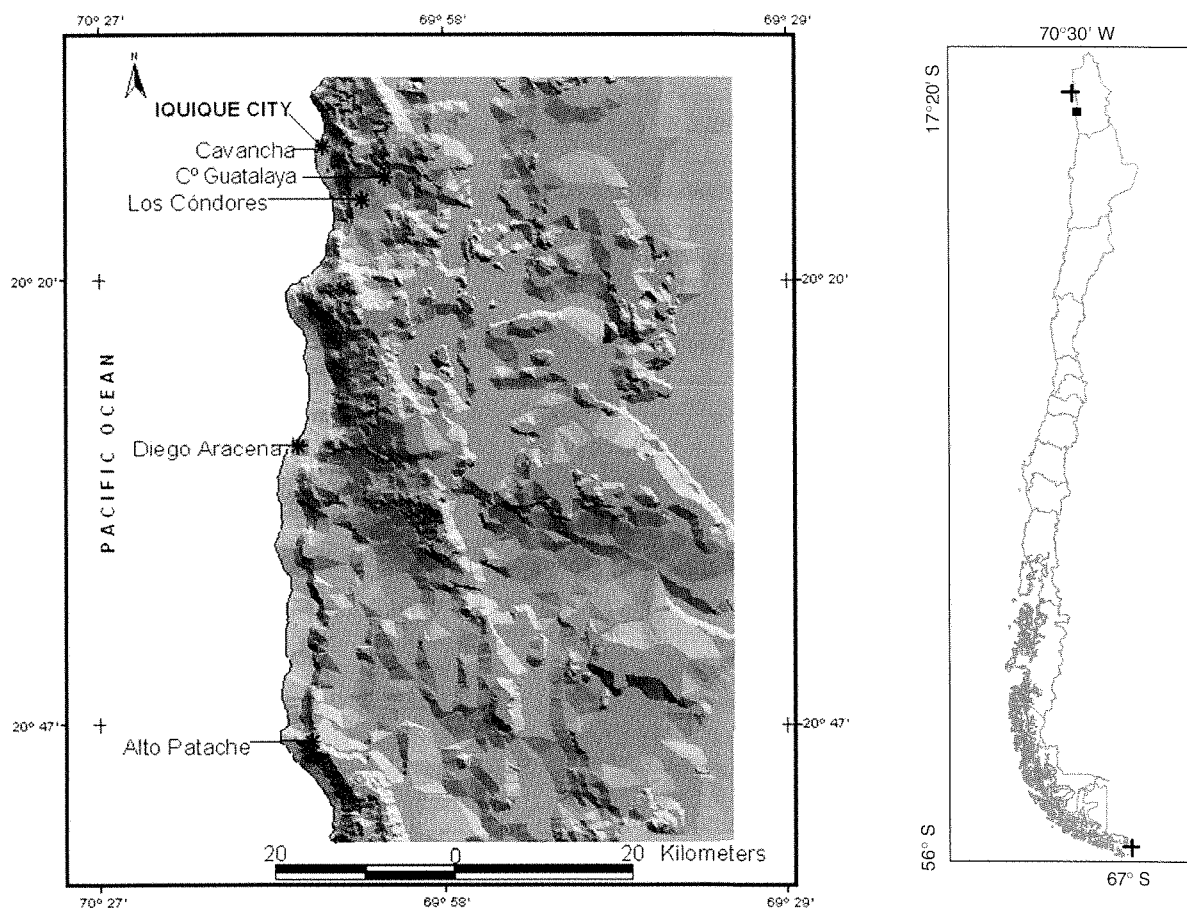 70° 27'
69° 58'
69° 29'
N
IQUIQUE CITY
Cavancha
Cº Guatalaya
Los Cóndores
20° 20'
20° 20'
PACIFIC OCEAN
Diego Aracena
20° 47'
20° 47'
Alto Patache
20 0 20 Kilometers
70° 27'
69° 58'
69° 29'
70°30' W
17°20' S
56° S
67° S